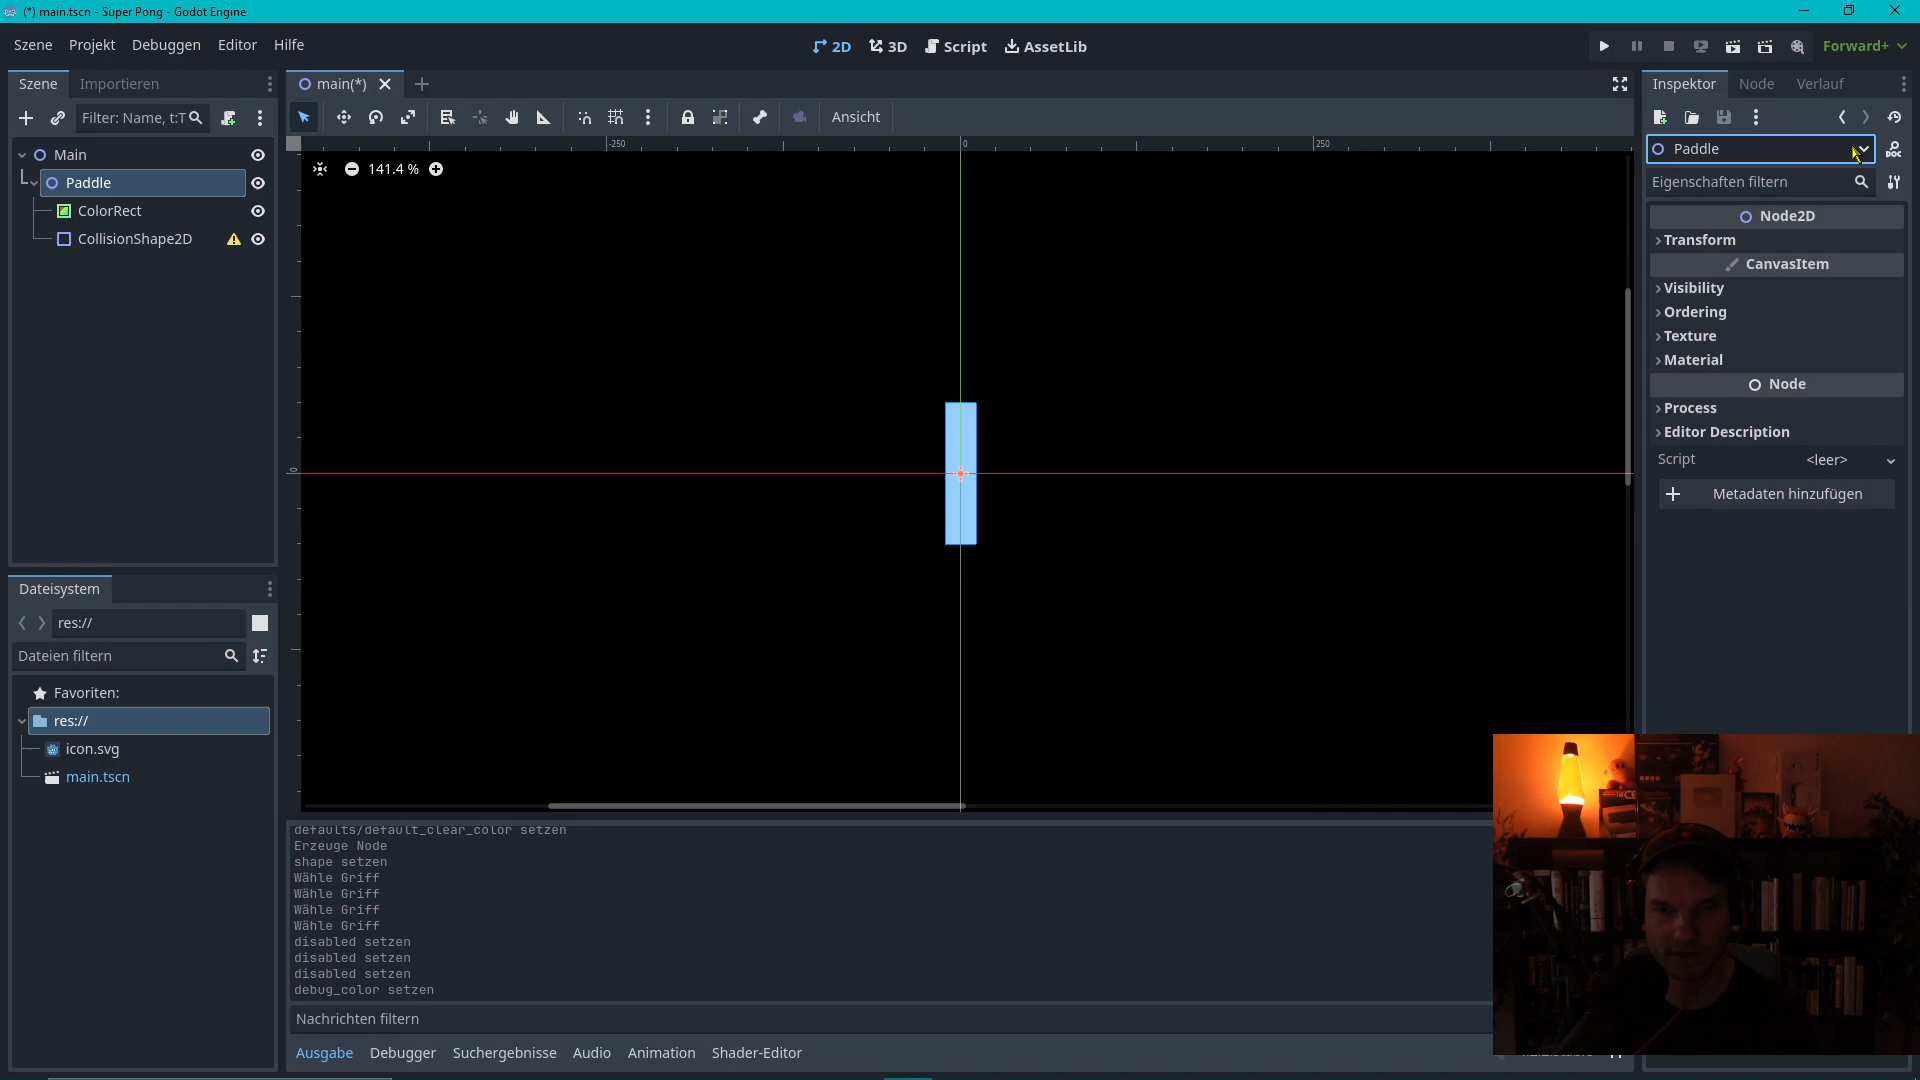 (*) main.tscn - Super Pong - Godot Engine
Szene Projekt Debuggen Editor Hilfe
2D 3D Script AssetLib
Forward+
Szene Importieren
main(*)
Inspektor Node Verlauf
Filter: Name, t:T
Ansicht
Main
Paddle
ColorRect
CollisionShape2D
-250 0 250
141.4 %
0
Paddle
DOC
Eigenschaften filtern
Node2D
Transform
CanvasItem
Visibility
Ordering
Texture
Material
Node
Process
Editor Description
Script <leer>
Metadaten hinzufügen
Dateisystem
res://
Dateien filtern
Favoriten:
res://
icon.svg
main.tscn
defaults/default_clear_color setzen
Erzeuge Node
shape setzen
Wähle Griff
Wähle Griff
Wähle Griff
Wähle Griff
disabled setzen
disabled setzen
disabled setzen
debug_color setzen
Nachrichten filtern
Ausgabe Debugger Suchergebnisse Audio Animation Shader-Editor